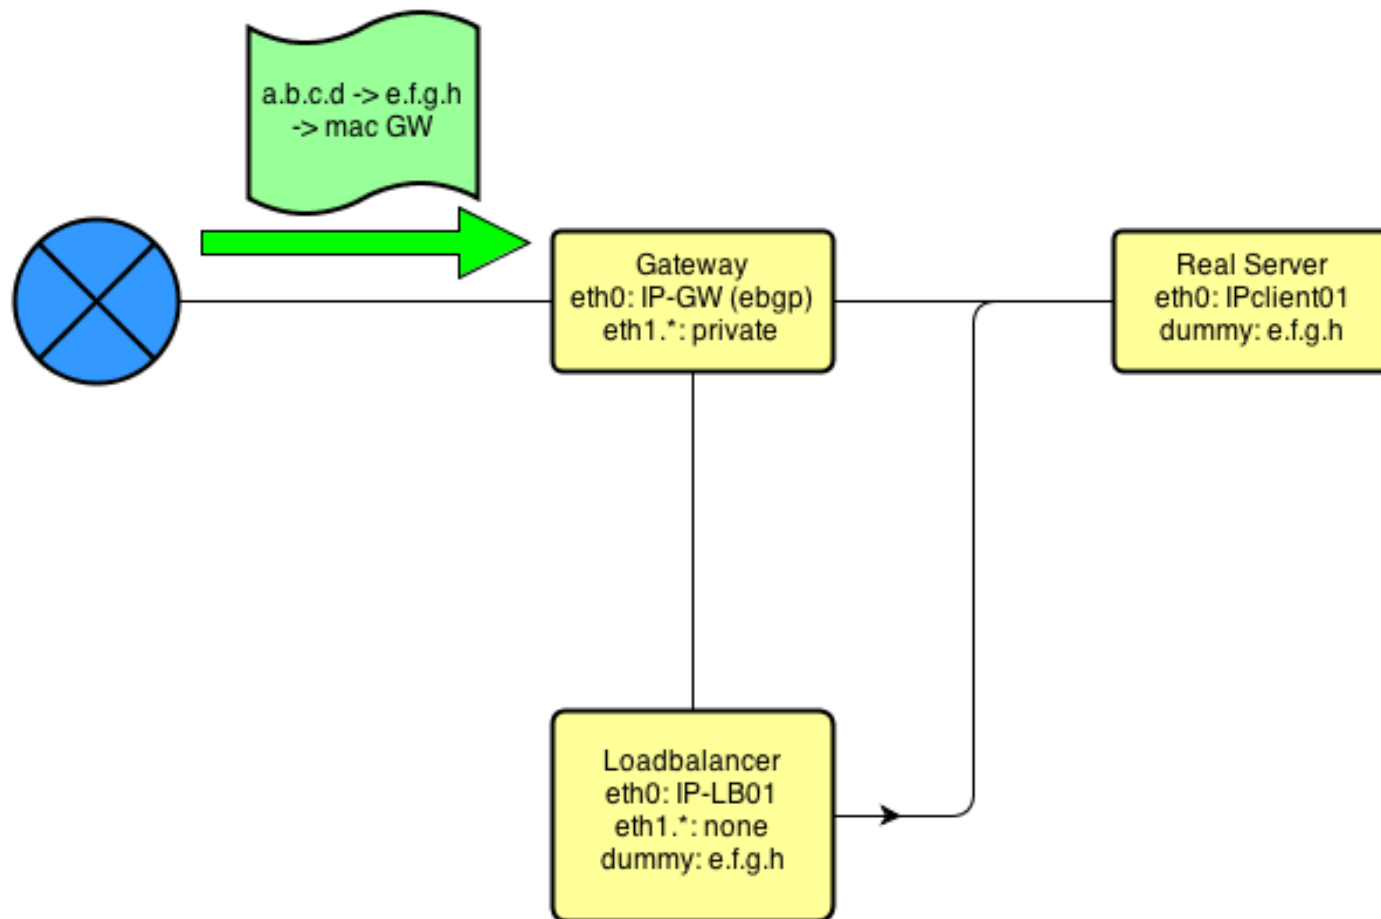 a.b.c.d -> e.f.g.h
-> mac GW
Gateway
eth0: IP-GW (ebgp)
eth1.*: private
Real Server
eth0: IPclient01
dummy: e.f.g.h
Loadbalancer
eth0: IP-LB01
eth1.*: none
dummy: e.f.g.h